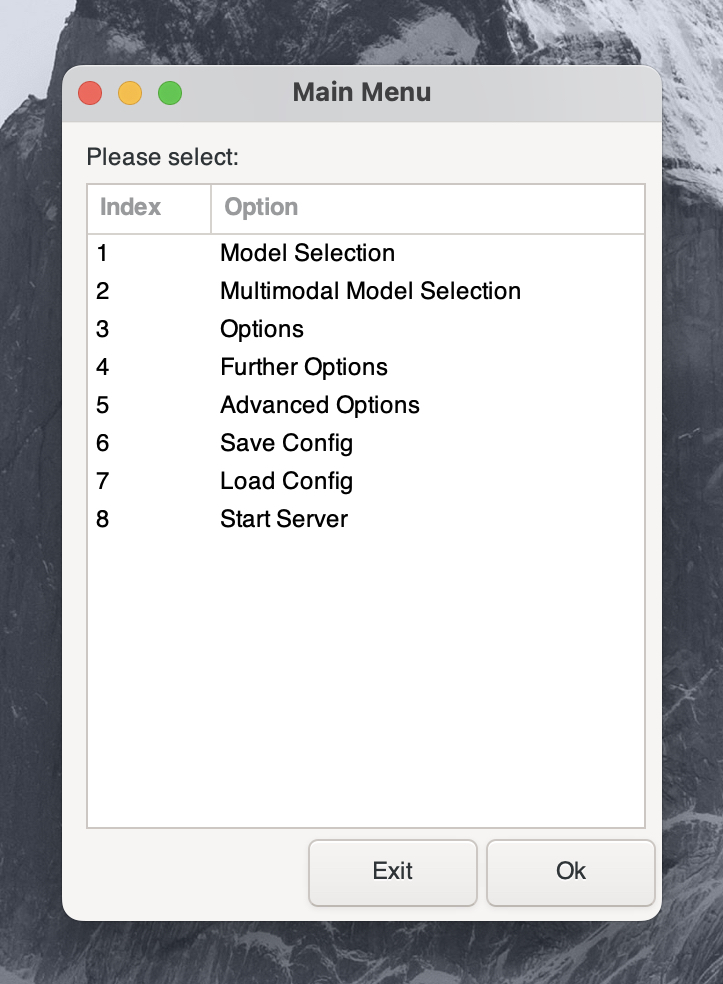 Main Menu
Please select:
Index Option
1 Model Selection
2 Multimodal Model Selection
3 Options
4 Further Options
5 Advanced Options
6 Save Config
7 Load Config
8 Start Server
Exit Ok